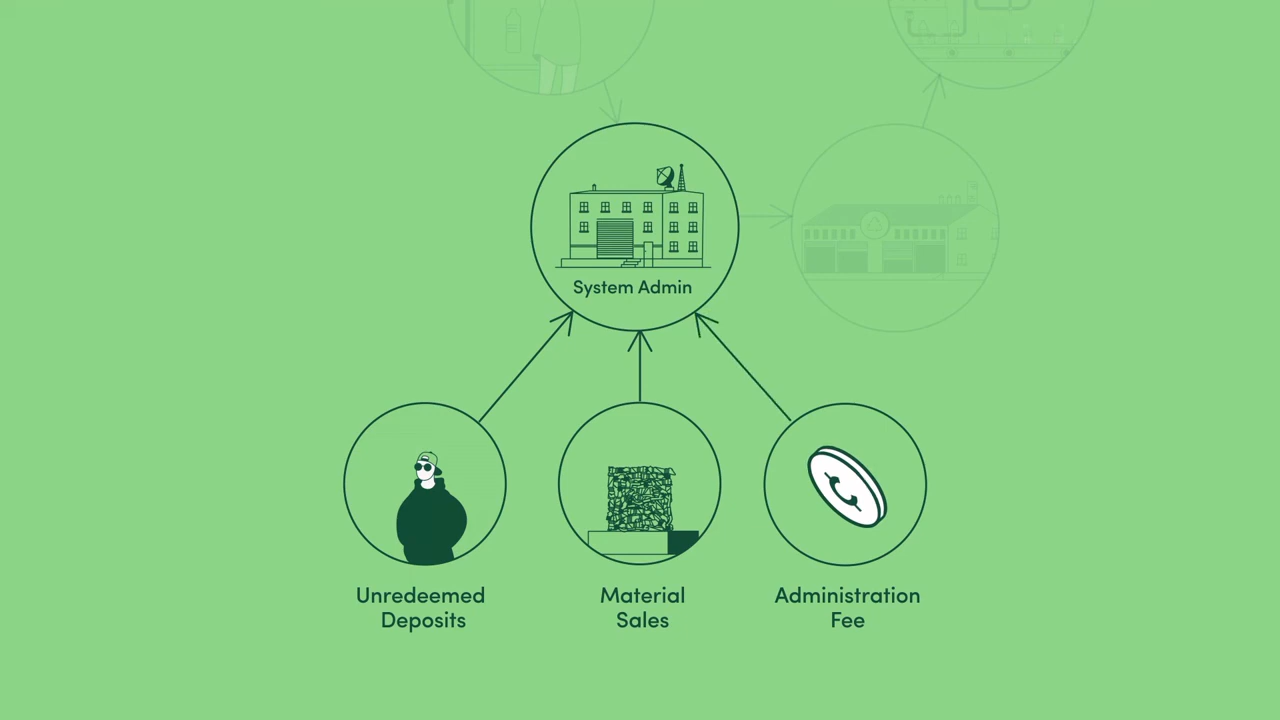 System Admin
Unredeemed
Deposits
Material
Sales
Administration
Fee